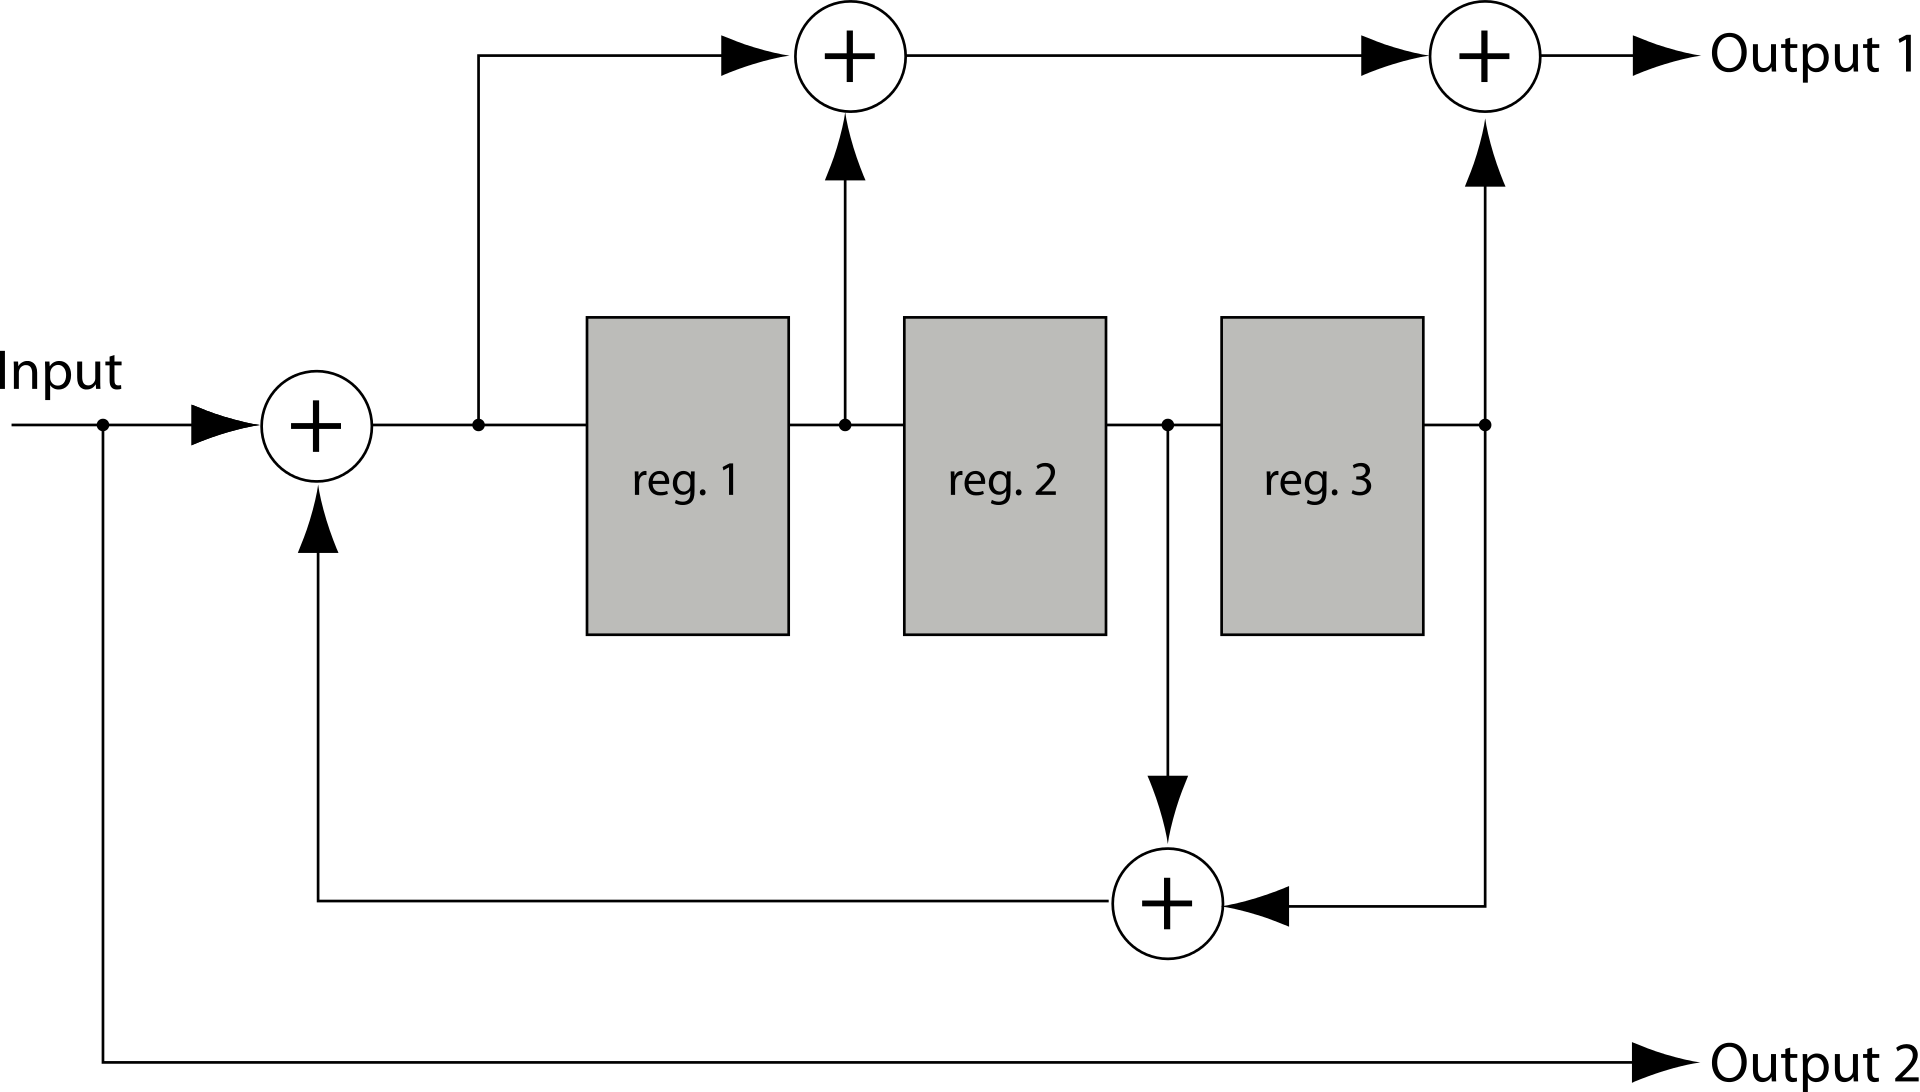 Output 1
Input
reg. 1
reg. 2
reg. 3
Output 2